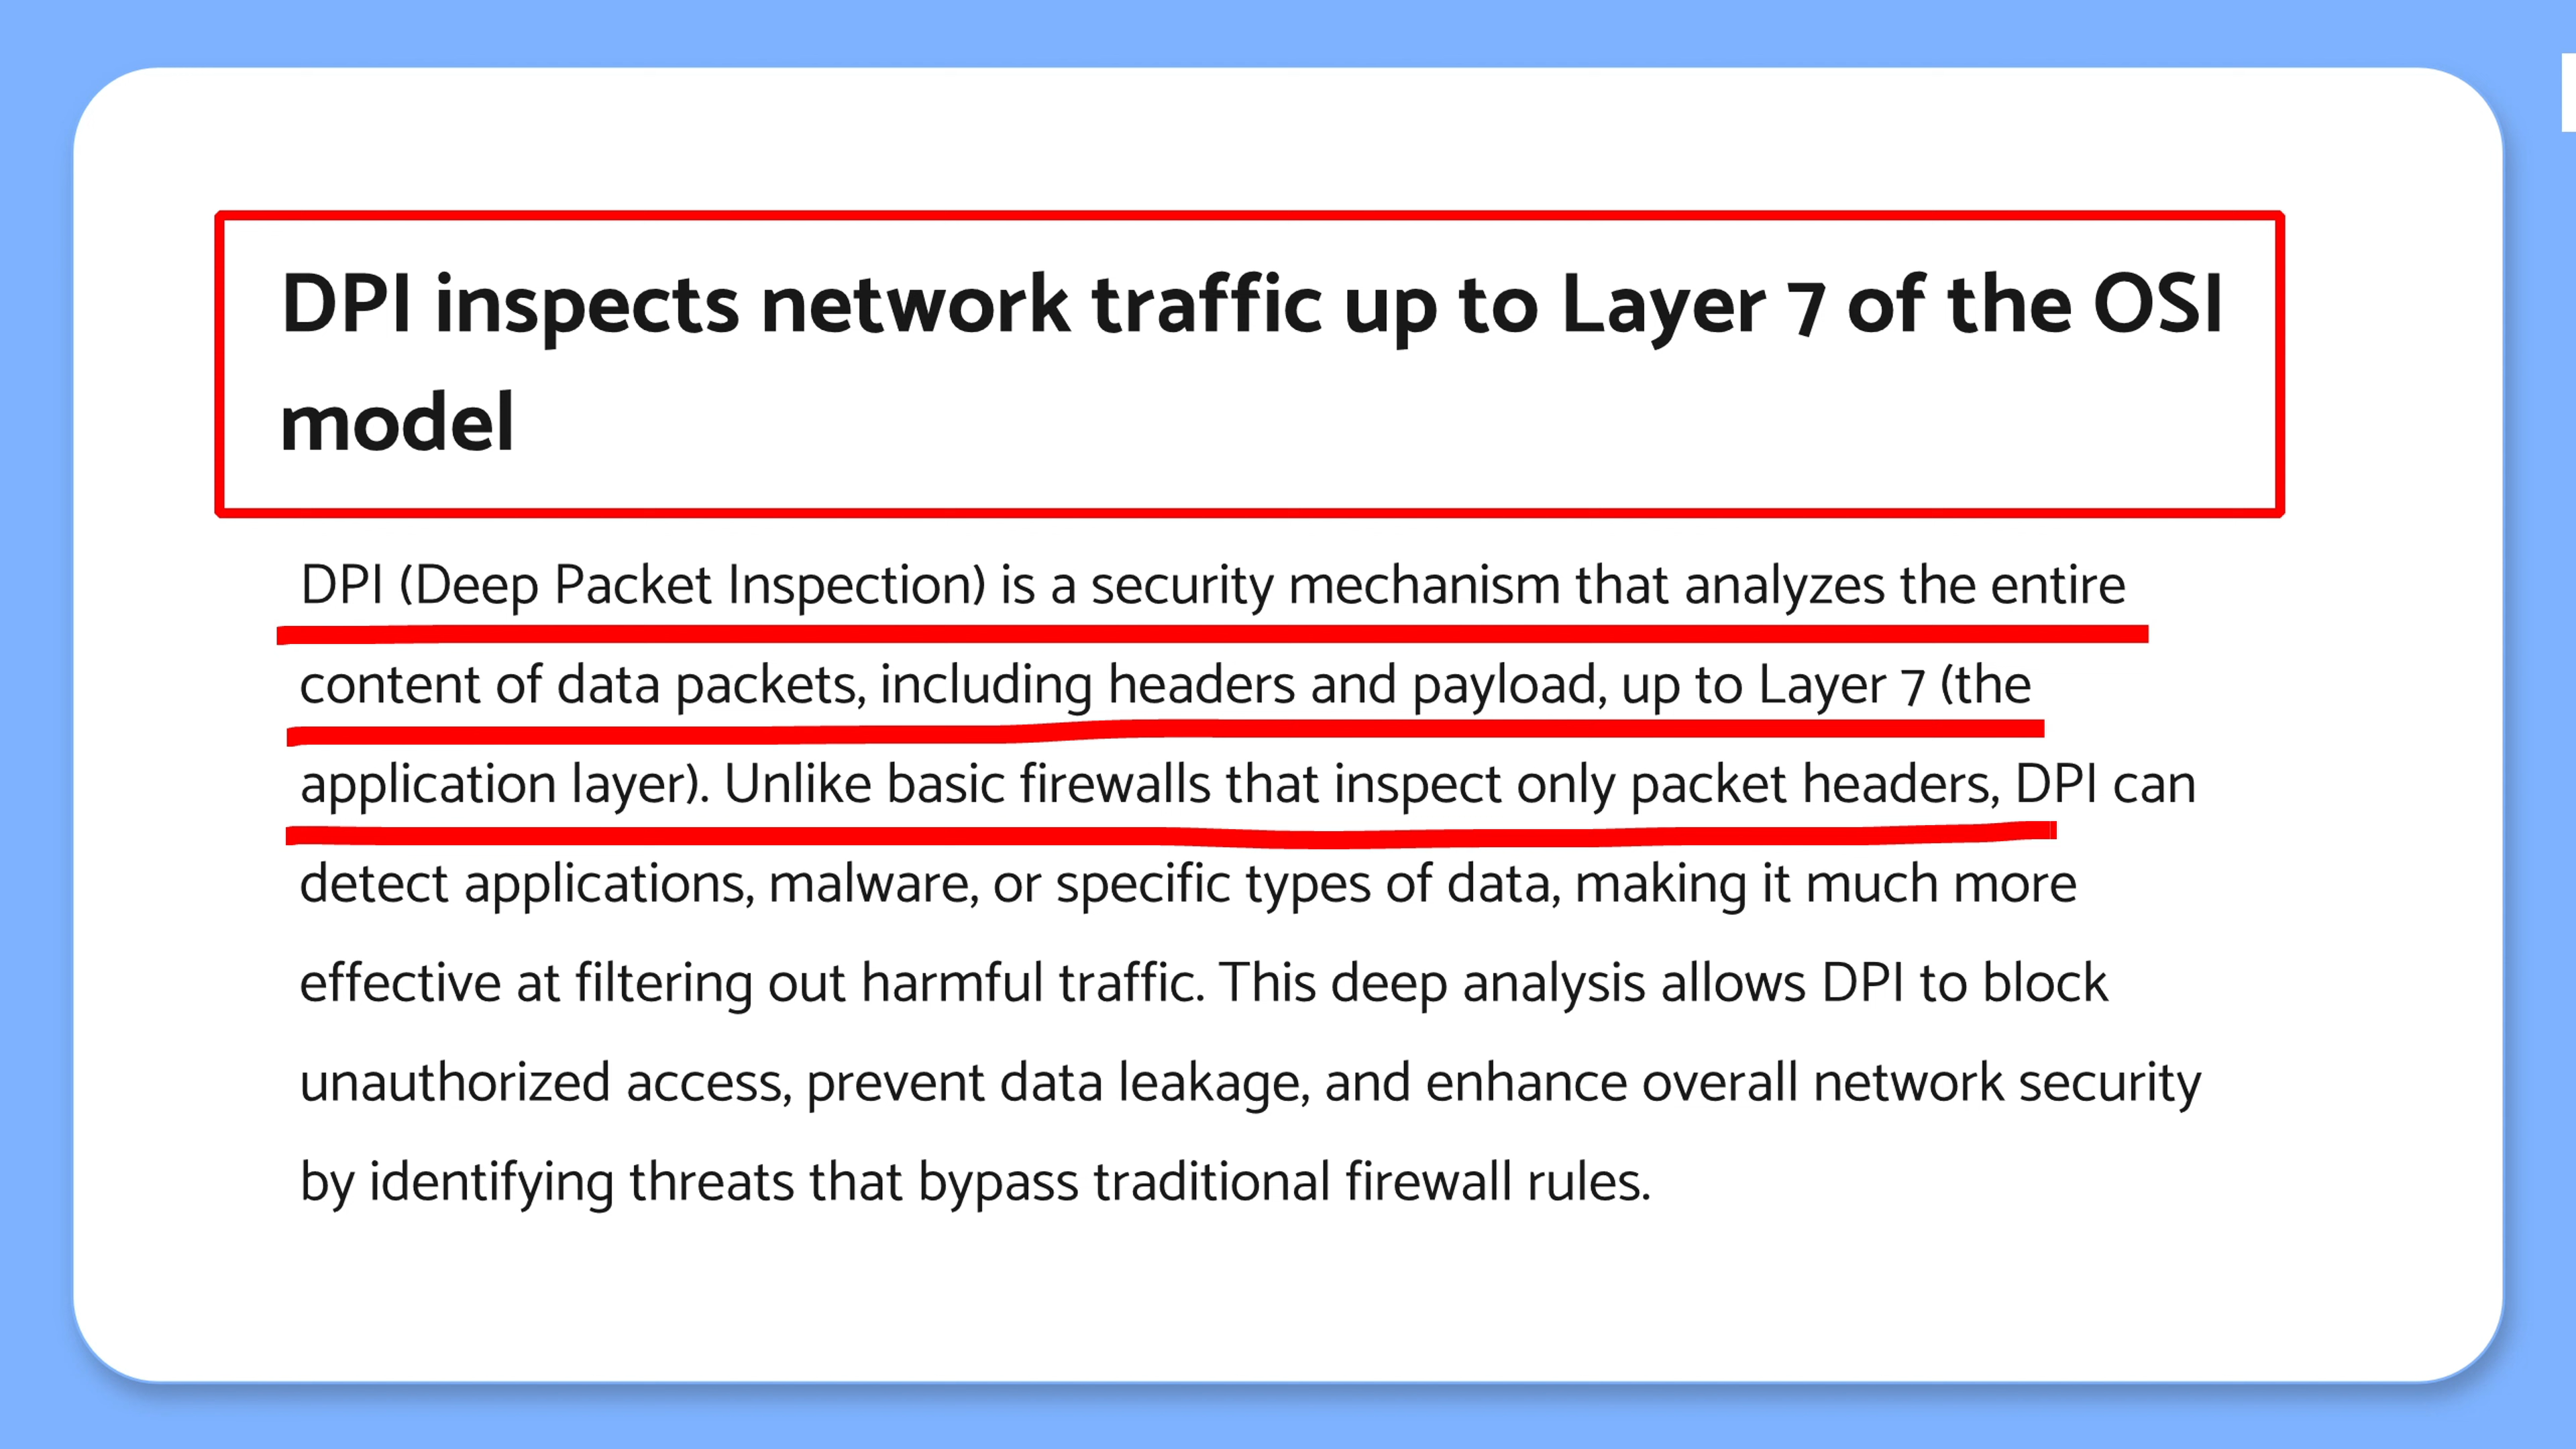 DPI inspects network traffic up to Layer 7 of the OSI
model
DPI (Deep Packet Inspection) is a security mechanism that analyzes the entire
content of data packets, including headers and payload, up to Layer 7 (the
application layer). Unlike basic firewalls that inspect only packet headers, DPI can
detect applications, malware, or specific types of data, making it much more
effective at filtering out harmful traffic. This deep analysis allows DPI to block
unauthorized access, prevent data leakage, and enhance overall network security
by identifying threats that bypass traditional firewall rules.